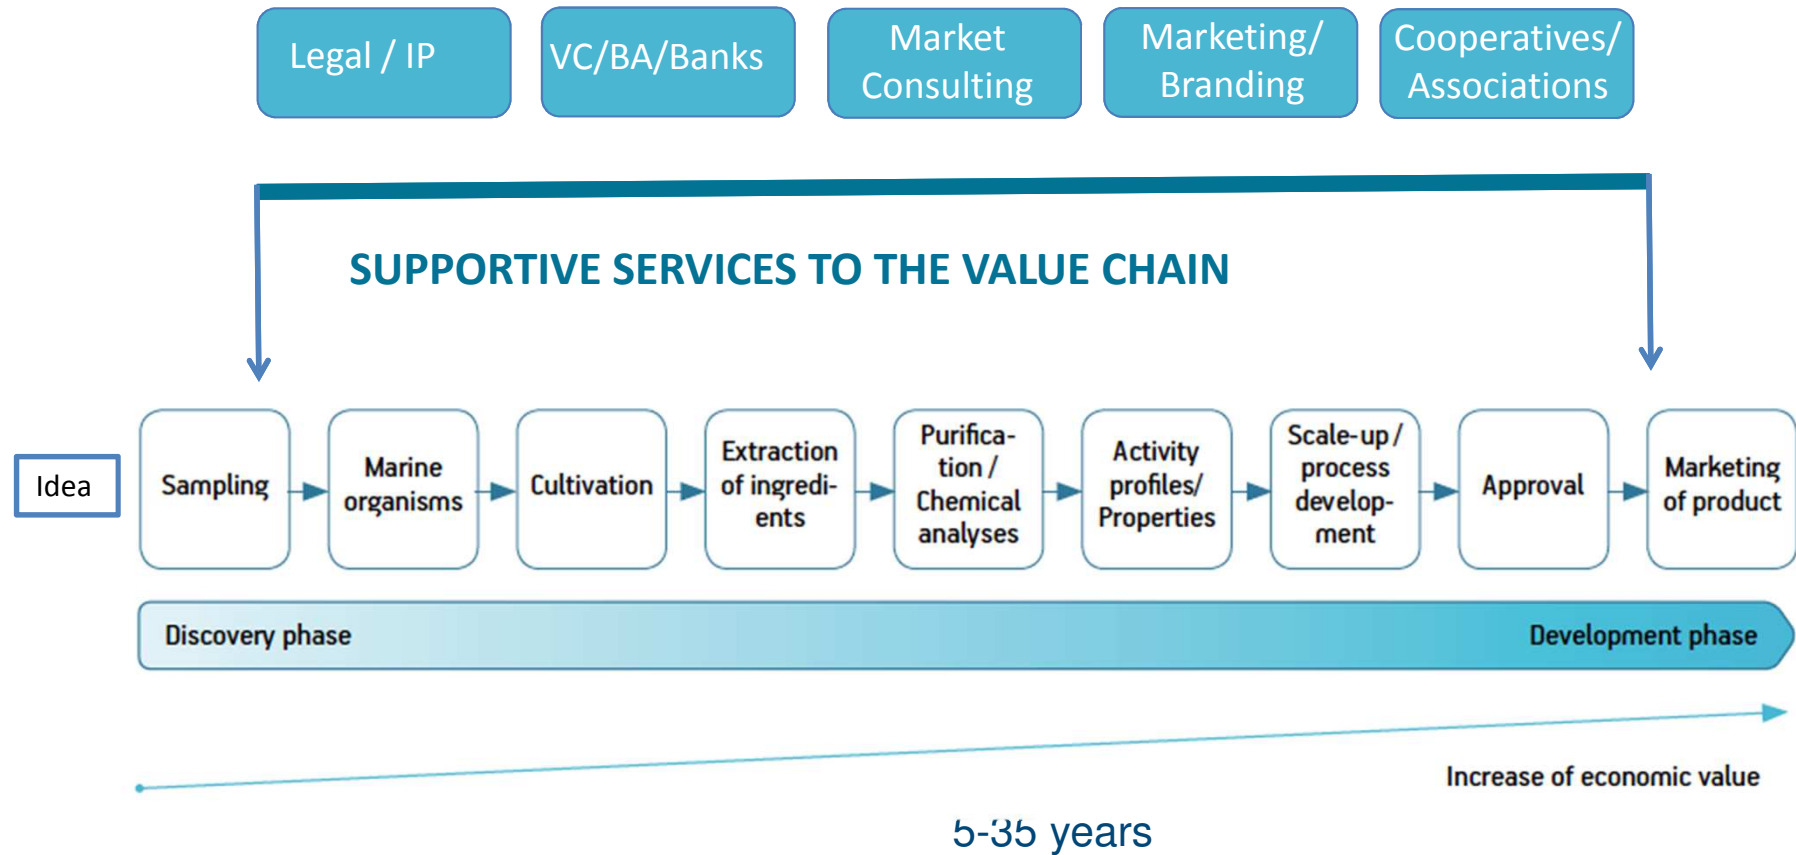 Legal / IP
VC/BA/Banks
Market
Consulting
Marketing/
Branding
Cooperatives/
Associations
SUPPORTIVE SERVICES TO THE VALUE CHAIN
Idea
Sampling
Marine
organisms
Cultivation
Extraction
of ingredi-
ents
Purifica-
tion /
Chemical
analyses
Activity
profiles/
Properties
Scale-up /
process
develop-
ment
Approval
Marketing
of product
Discovery phase
Development phase
Increase of economic value
5-35 years